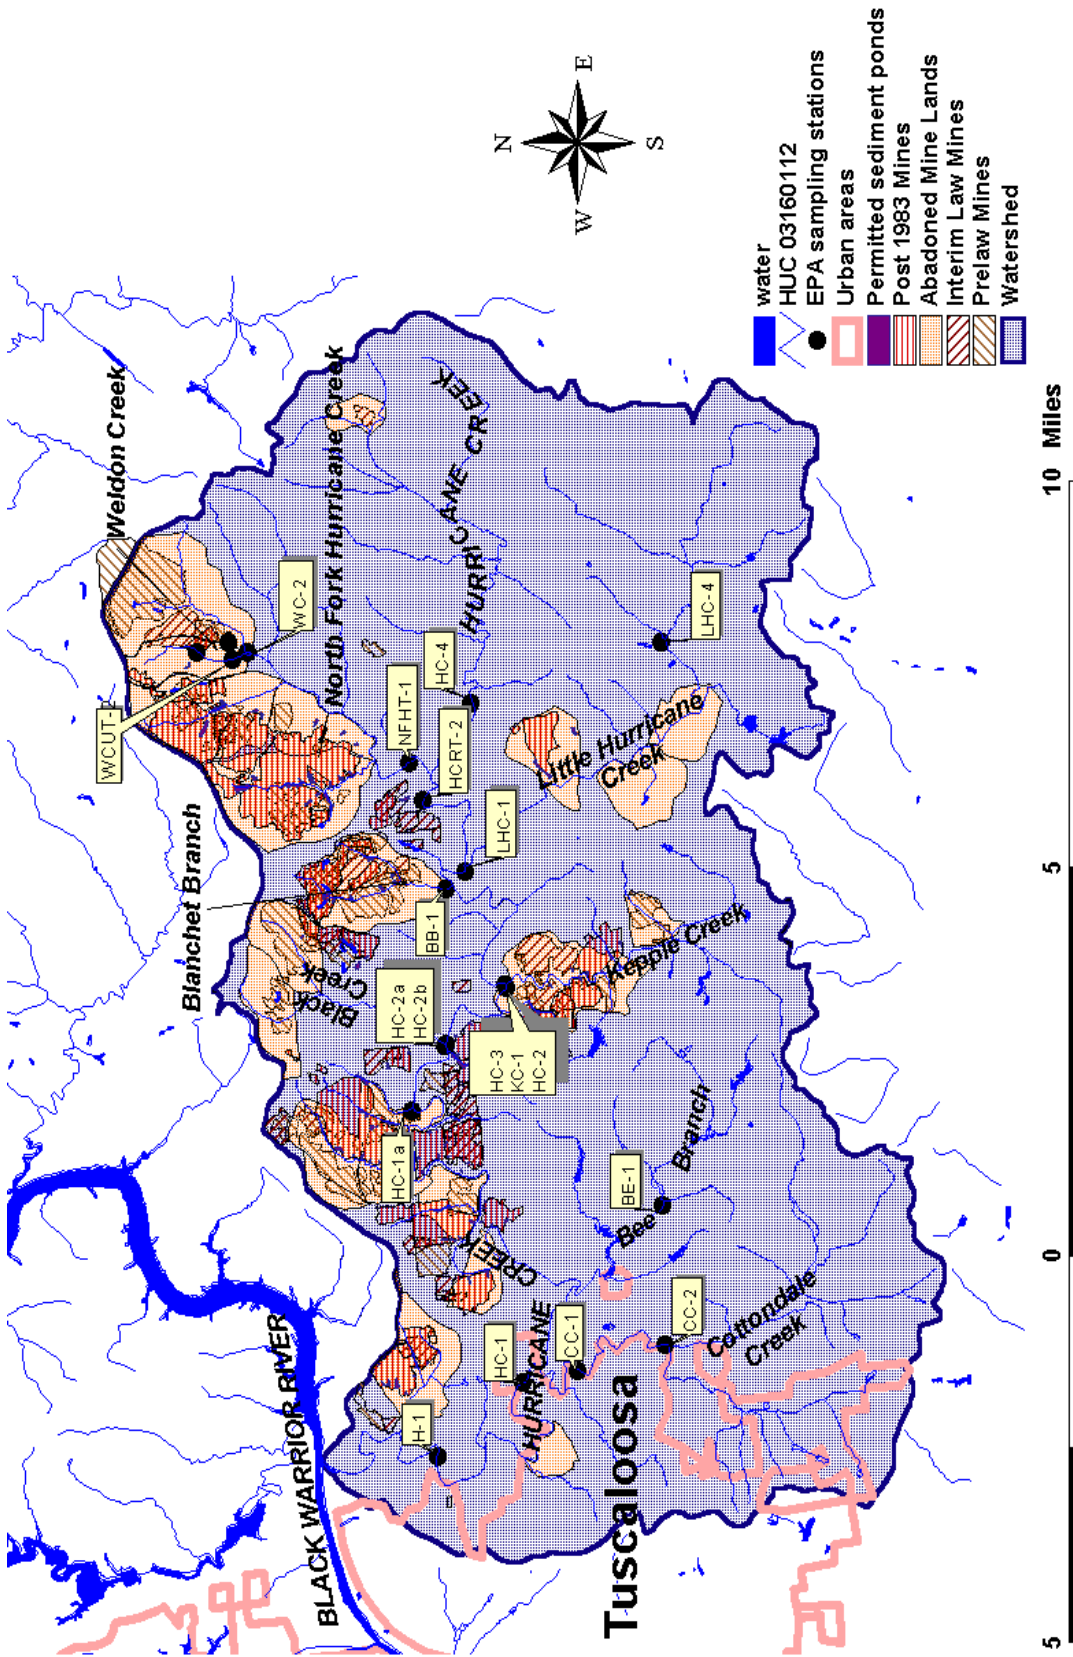 Weldon Creek
WCUT-
WC-2
North Fork Hurricane Creek
HURRICANE CREEK
Blanchet Branch
NFHT-1
HC-4
HCRT-2
LHC-1
LHC-4
Little Hurricane
Creek
BB-1
Black
Creek
HC-2a
HC-2b
HC-3
KC-1
HC-2
Kepple Creek
HC-1a
BE-1
Bee Branch
BLACK WARRIOR RIVER
HURRICANE CREEK
H-1
HC-1
CC-1
CC-2
Cottondale
Creek
Tuscaloosa
N
W
E
S
water
HUC 03160112
EPA sampling stations
Urban areas
Permitted sediment ponds
Post 1983 Mines
Abadoned Mine Lands
Interim Law Mines
Prelaw Mines
Watershed
5 0 5 10 Miles